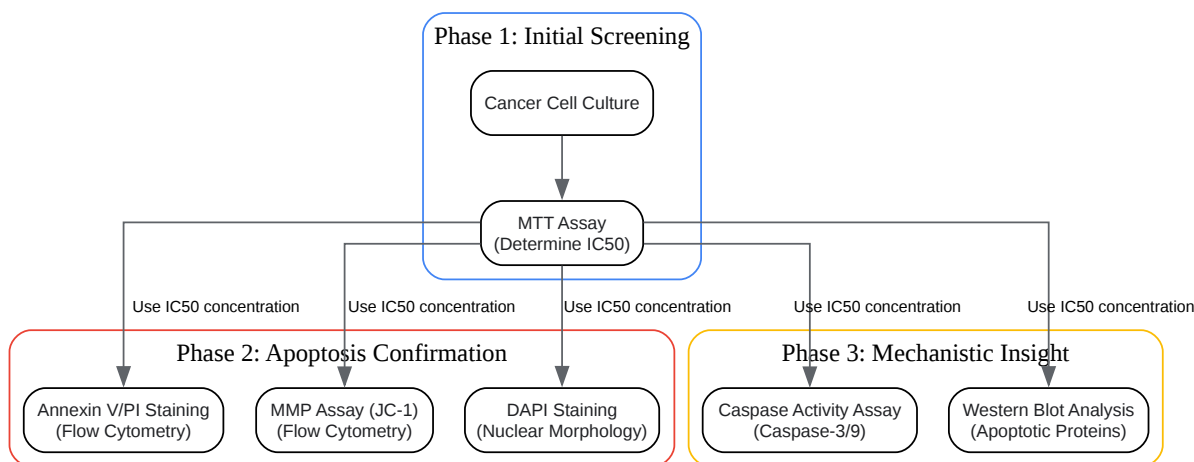 Phase 1: Initial Screening
Cancer Cell Culture
MTT Assay
(Determine IC50)
Use IC50 concentration
Use IC50 concentration
Use IC50 concentration
Use IC50 concentration
Use IC50 concentration
Phase 2: Apoptosis Confirmation
Annexin V/PI Staining
(Flow Cytometry)
MMP Assay (JC-1)
(Flow Cytometry)
DAPI Staining
(Nuclear Morphology)
Phase 3: Mechanistic Insight
Caspase Activity Assay
(Caspase-3/9)
Western Blot Analysis
(Apoptotic Proteins)